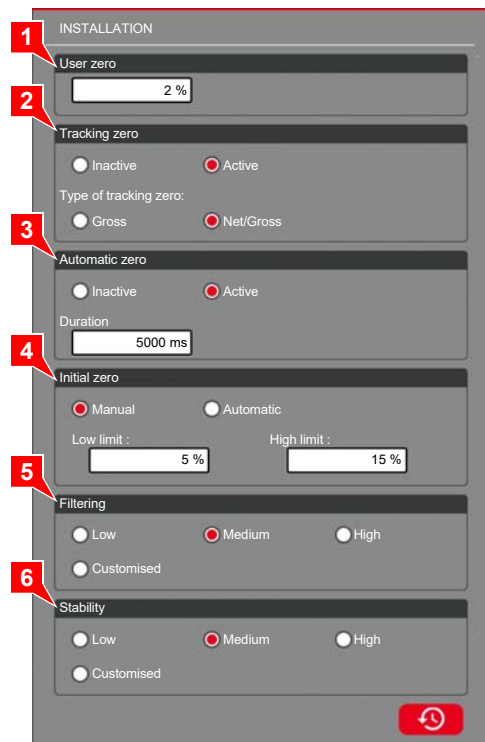 INSTALLATION
1
User zero
2 %
2
Tracking zero
Inactive Active
Type of tracking zero:
Gross Net/Gross
3
Automatic zero
Inactive Active
Duration
5000 ms
4
Initial zero
Manual Automatic
Low limit : High limit :
5 % 15 %
5
Filtering
Low Medium High
Customised
6
Stability
Low Medium High
Customised